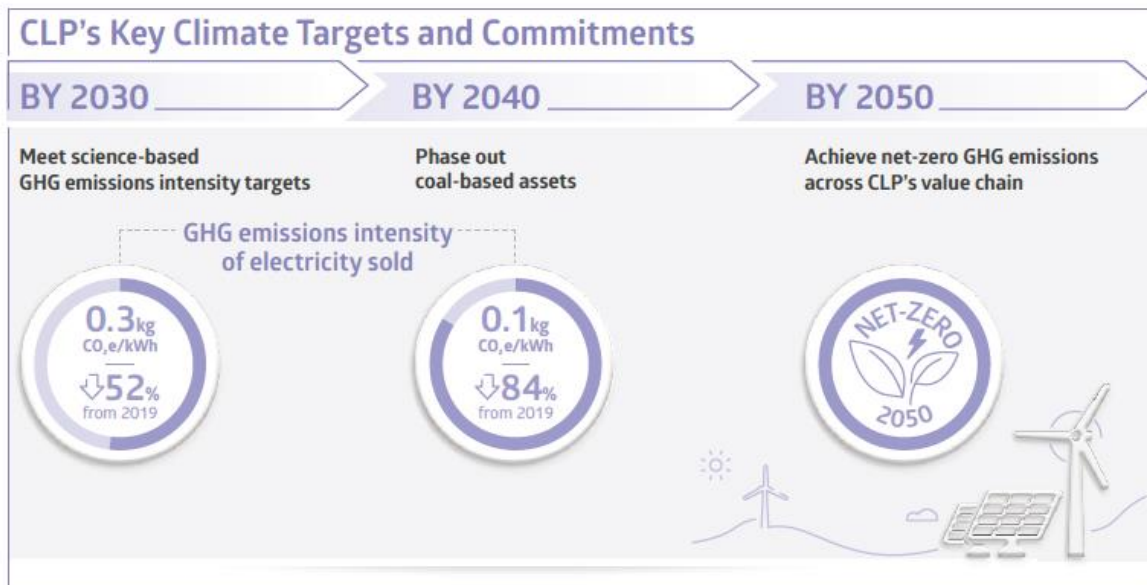 CLP's Key Climate Targets and Commitments
BY 2030
BY 2040
BY 2050
Meet science-based
GHG emissions intensity targets
Phase out
coal-based assets
Achieve net-zero GHG emissions
across CLP's value chain
GHG emissions intensity
of electricity sold
0.3kg
CO₂e/kWh
52%
from 2019
0.1kg
CO₂e/kWh
84%
from 2019
NET-ZERO
2050